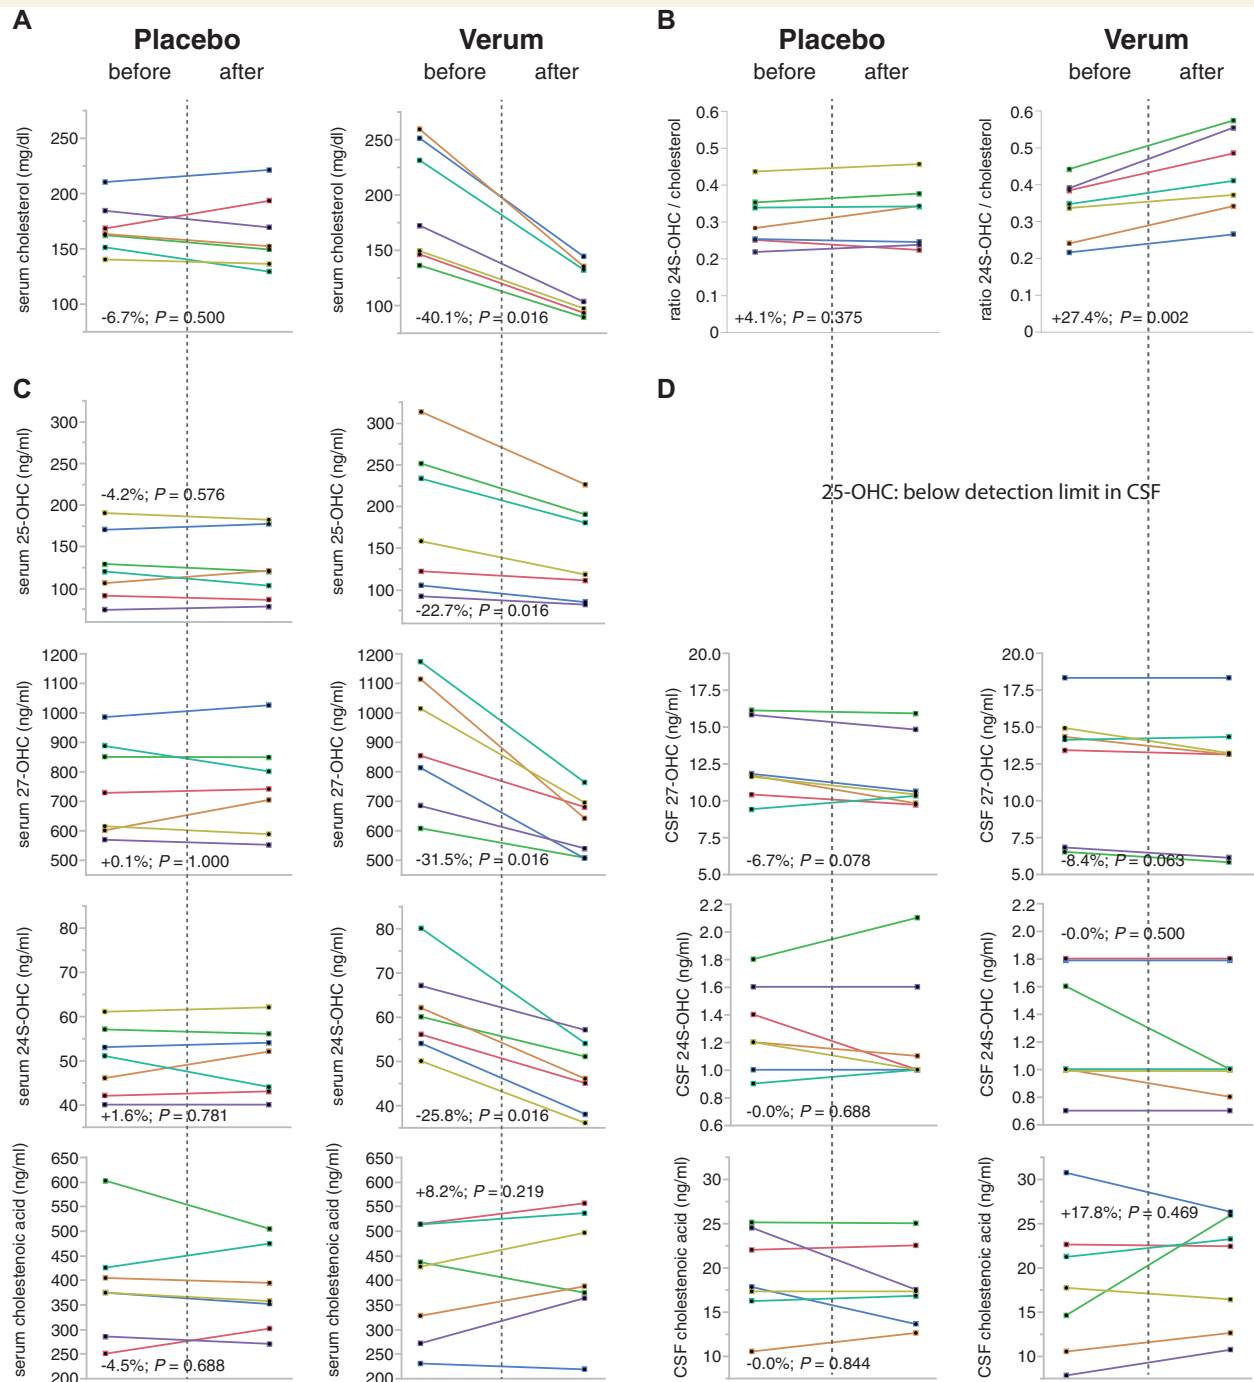 A
Placebo
Verum
before
after
before
after
serum cholesterol (mg/dl)
250
200
150
100
-6.7%; P = 0.500
serum cholesterol (mg/dl)
250
200
150
100
-40.1%; P = 0.016
B
Placebo
Verum
before
after
before
after
ratio 24S-OHC / cholesterol
0.6
0.5
0.4
0.3
0.2
0.1
0
+4.1%; P = 0.375
ratio 24S-OHC / cholesterol
0.6
0.5
0.4
0.3
0.2
0.1
0
+27.4%; P = 0.002
C
serum 25-OHC (ng/ml)
300
250
200
150
100
-4.2%; P = 0.576
serum 25-OHC (ng/ml)
300
250
200
150
100
-22.7%; P = 0.016
serum 27-OHC (ng/ml)
1200
1100
1000
900
800
700
600
500
+0.1%; P = 1.000
serum 27-OHC (ng/ml)
1200
1100
1000
900
800
700
600
500
-31.5%; P = 0.016
serum 24S-OHC (ng/ml)
80
70
60
50
40
+1.6%; P = 0.781
serum 24S-OHC (ng/ml)
80
70
60
50
40
-25.8%; P = 0.016
serum cholestenoic acid (ng/ml)
650
600
550
500
450
400
350
300
250
200
-4.5%; P = 0.688
serum cholestenoic acid (ng/ml)
650
600
550
500
450
400
350
300
250
200
+8.2%; P = 0.219
D
25-OHC: below detection limit in CSF
CSF 27-OHC (ng/ml)
20.0
17.5
15.0
12.5
10.0
7.5
5.0
-6.7%; P = 0.078
CSF 27-OHC (ng/ml)
20.0
17.5
15.0
12.5
10.0
7.5
5.0
-8.4%; P = 0.063
CSF 24S-OHC (ng/ml)
2.2
2.0
1.8
1.6
1.4
1.2
1.0
0.8
0.6
-0.0%; P = 0.688
CSF 24S-OHC (ng/ml)
2.2
2.0
1.8
1.6
1.4
1.2
1.0
0.8
0.6
-0.0%; P = 0.500
CSF cholestenoic acid (ng/ml)
30
25
20
15
10
-0.0%; P = 0.844
CSF cholestenoic acid (ng/ml)
30
25
20
15
10
+17.8%; P = 0.469